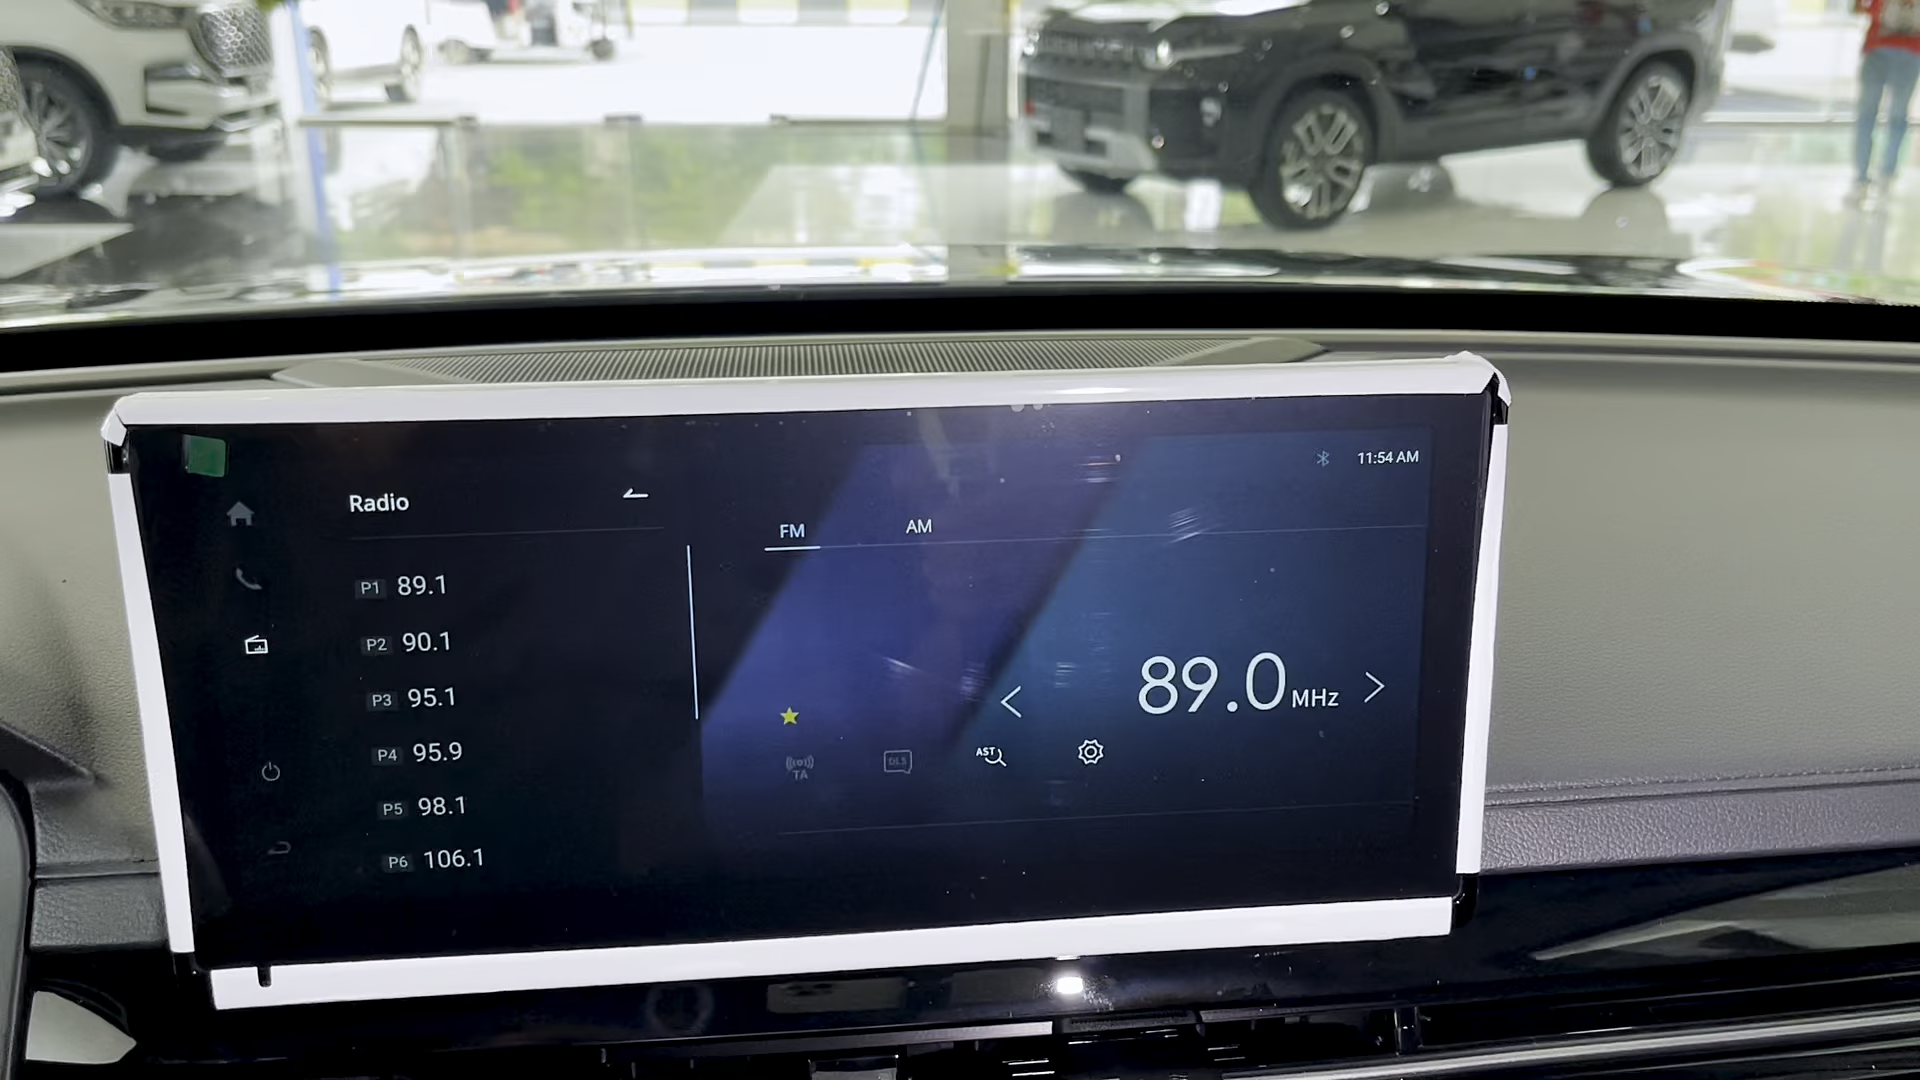 11:54 AM
Radio
FM
AM
P1 89.1
P2 90.1
P3 95.1
P4 95.9
P5 98.1
P6 106.1
89.0 MHz
TA
DLS
AST